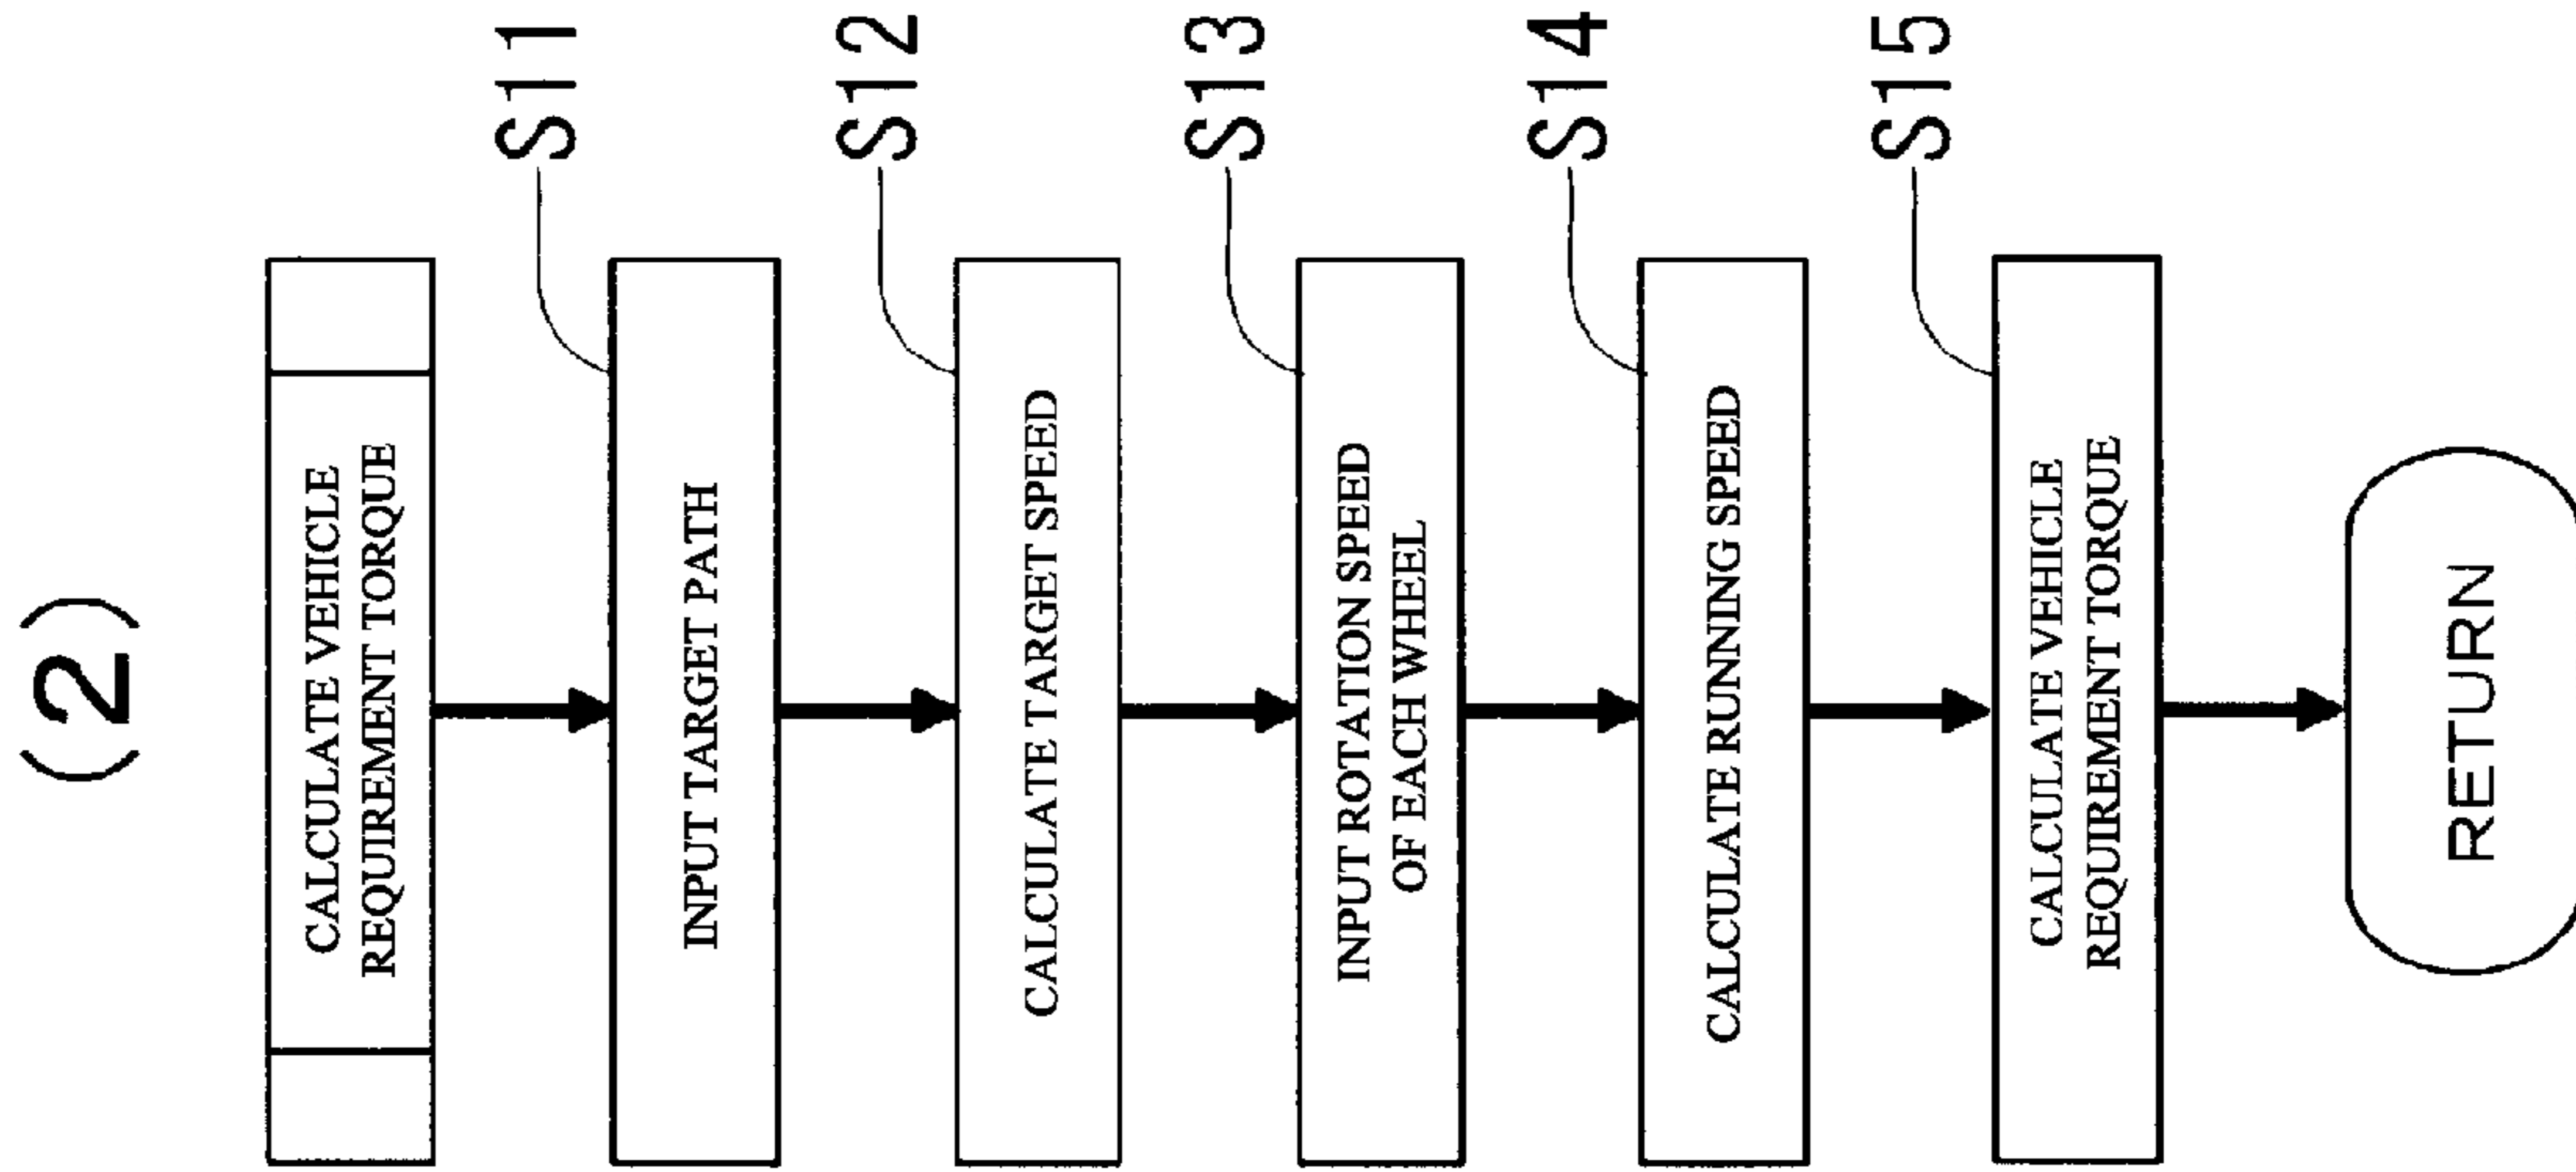 (2)
CALCULATE VEHICLE
REQUIREMENT TORQUE
S11
INPUT TARGET PATH
S12
CALCULATE TARGET SPEED
S13
INPUT ROTATION SPEED
OF EACH WHEEL
S14
CALCULATE RUNNING SPEED
S15
CALCULATE VEHICLE
REQUIREMENT TORQUE
RETURN